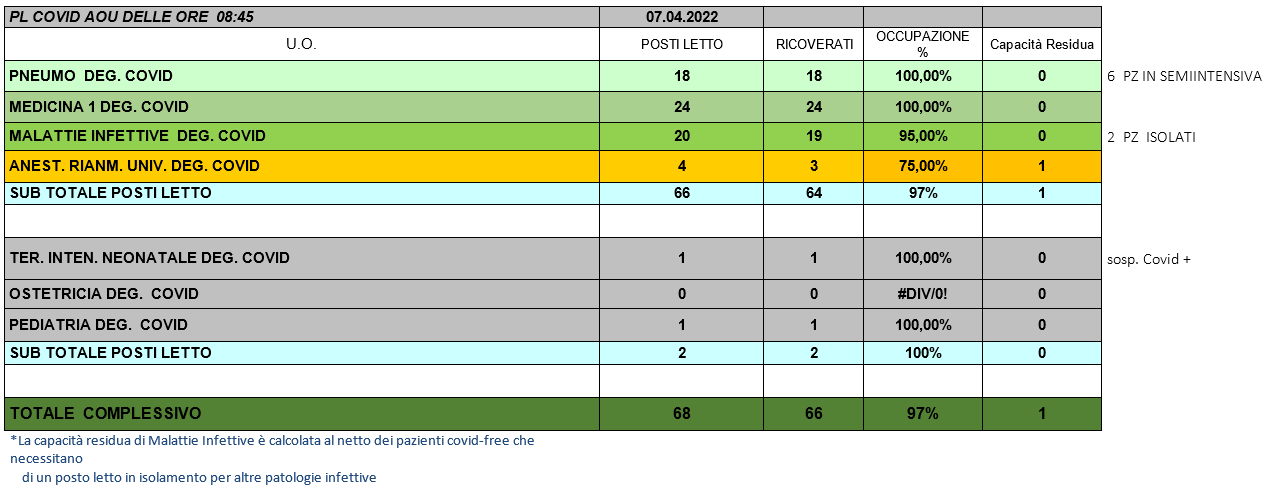 PL COVID AOU DELLE ORE 08:45 07.04.2022
U.O. POSTI LETTO RICOVERATI OCCUPAZIONE % Capacità Residua
PNEUMO DEG. COVID 18 18 100,00% 0 6 PZ IN SEMIINTENSIVA
MEDICINA 1 DEG. COVID 24 24 100,00% 0
MALATTIE INFETTIVE DEG. COVID 20 19 95,00% 0 2 PZ ISOLATI
ANEST. RIANM. UNIV. DEG. COVID 4 3 75,00% 1
SUB TOTALE POSTI LETTO 66 64 97% 1
TER. INTEN. NEONATALE DEG. COVID 1 1 100,00% 0 sosp. Covid +
OSTETRICIA DEG. COVID 0 0 #DIV/0! 0
PEDIATRIA DEG. COVID 1 1 100,00% 0
SUB TOTALE POSTI LETTO 2 2 100% 0
TOTALE COMPLESSIVO 68 66 97% 1
*La capacità residua di Malattie Infettive è calcolata al netto dei pazienti covid-free che
necessitano
di un posto letto in isolamento per altre patologie infettive